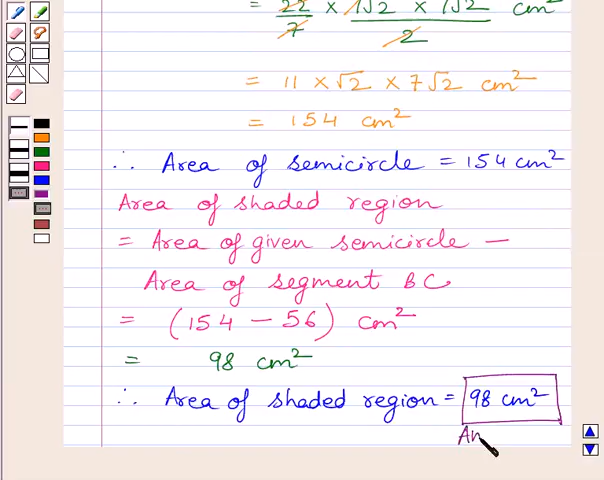 = 22/7 × 7√2 × 7√2 / 2 cm²
= 11 × √2 × 7√2 cm²
= 154 cm²
∴ Area of semicircle = 154 cm²
Area of shaded region
= Area of given semicircle –
Area of segment BC
= (154 – 56) cm²
= 98 cm²
∴ Area of shaded region = 98 cm²
An